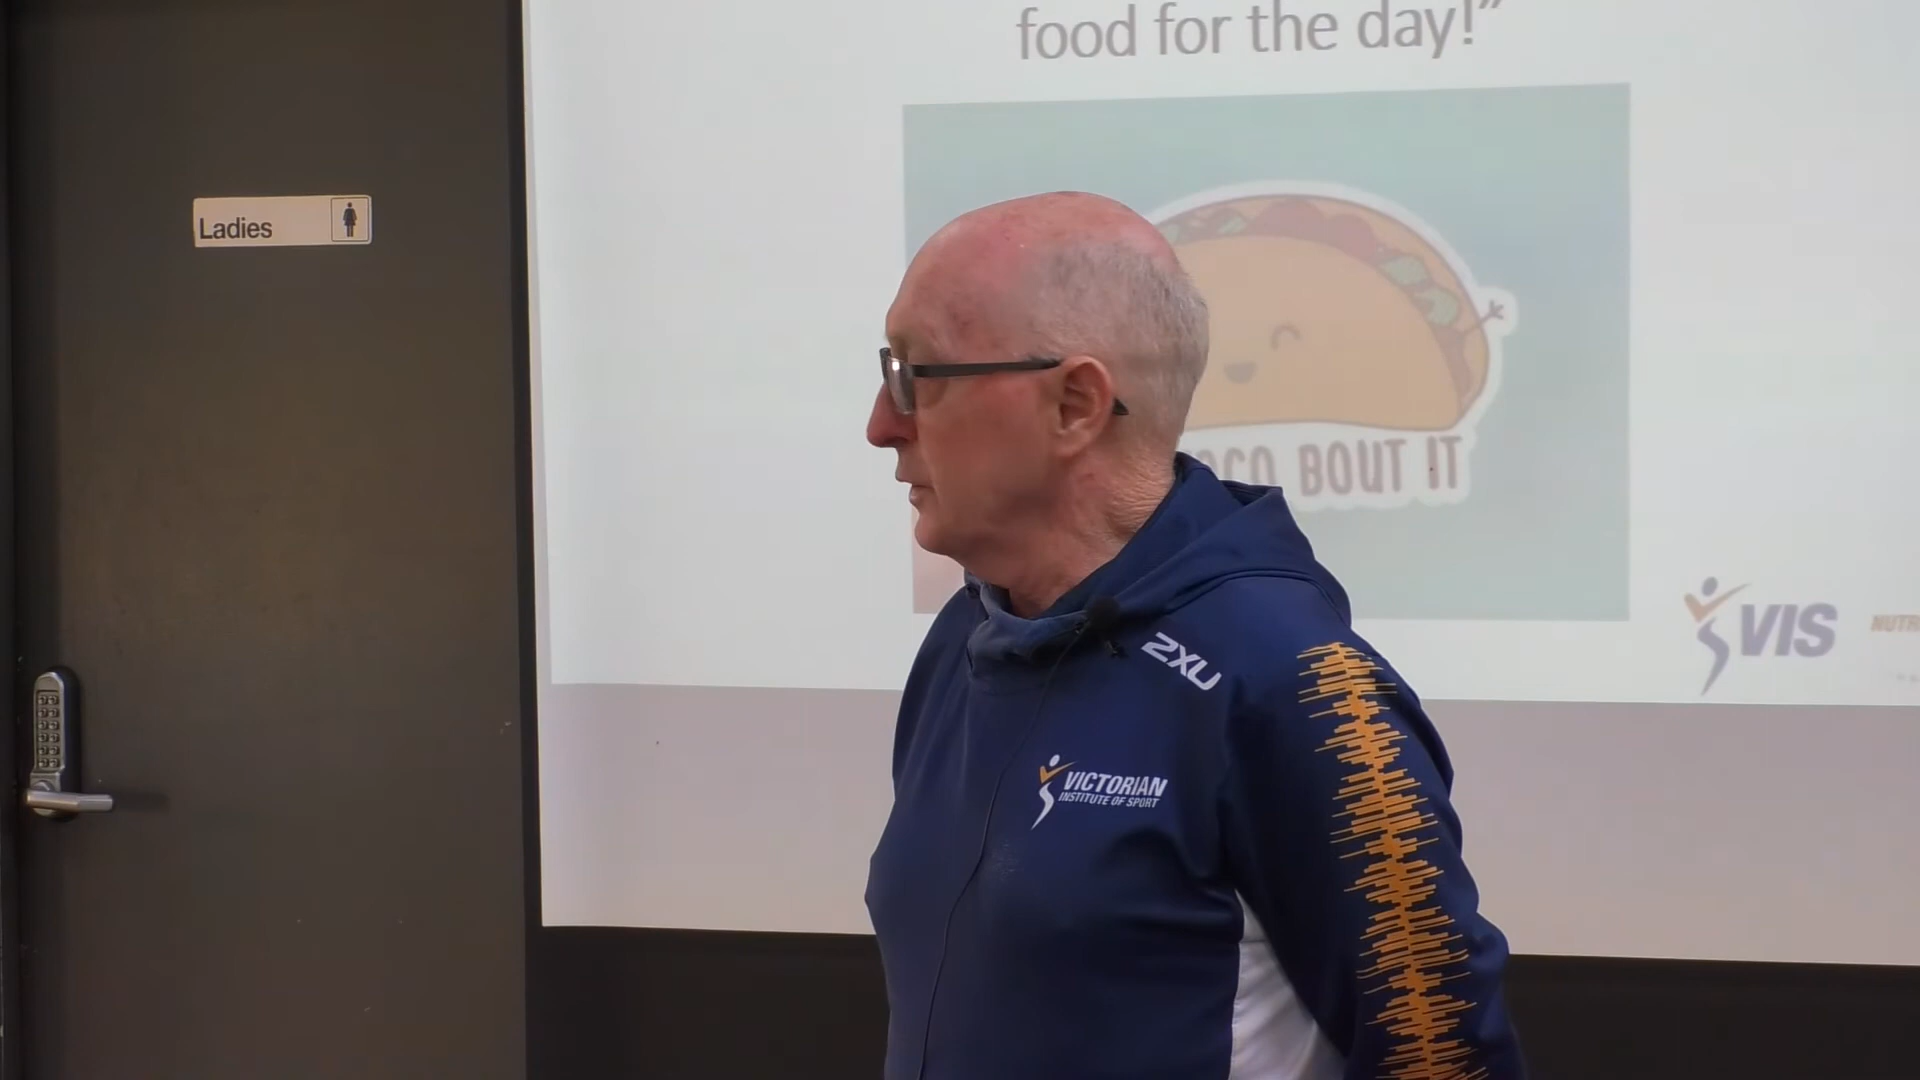 food for the day!”
Ladies
BOUT IT
VIS
2XU
VICTORIAN
INSTITUTE OF SPORT